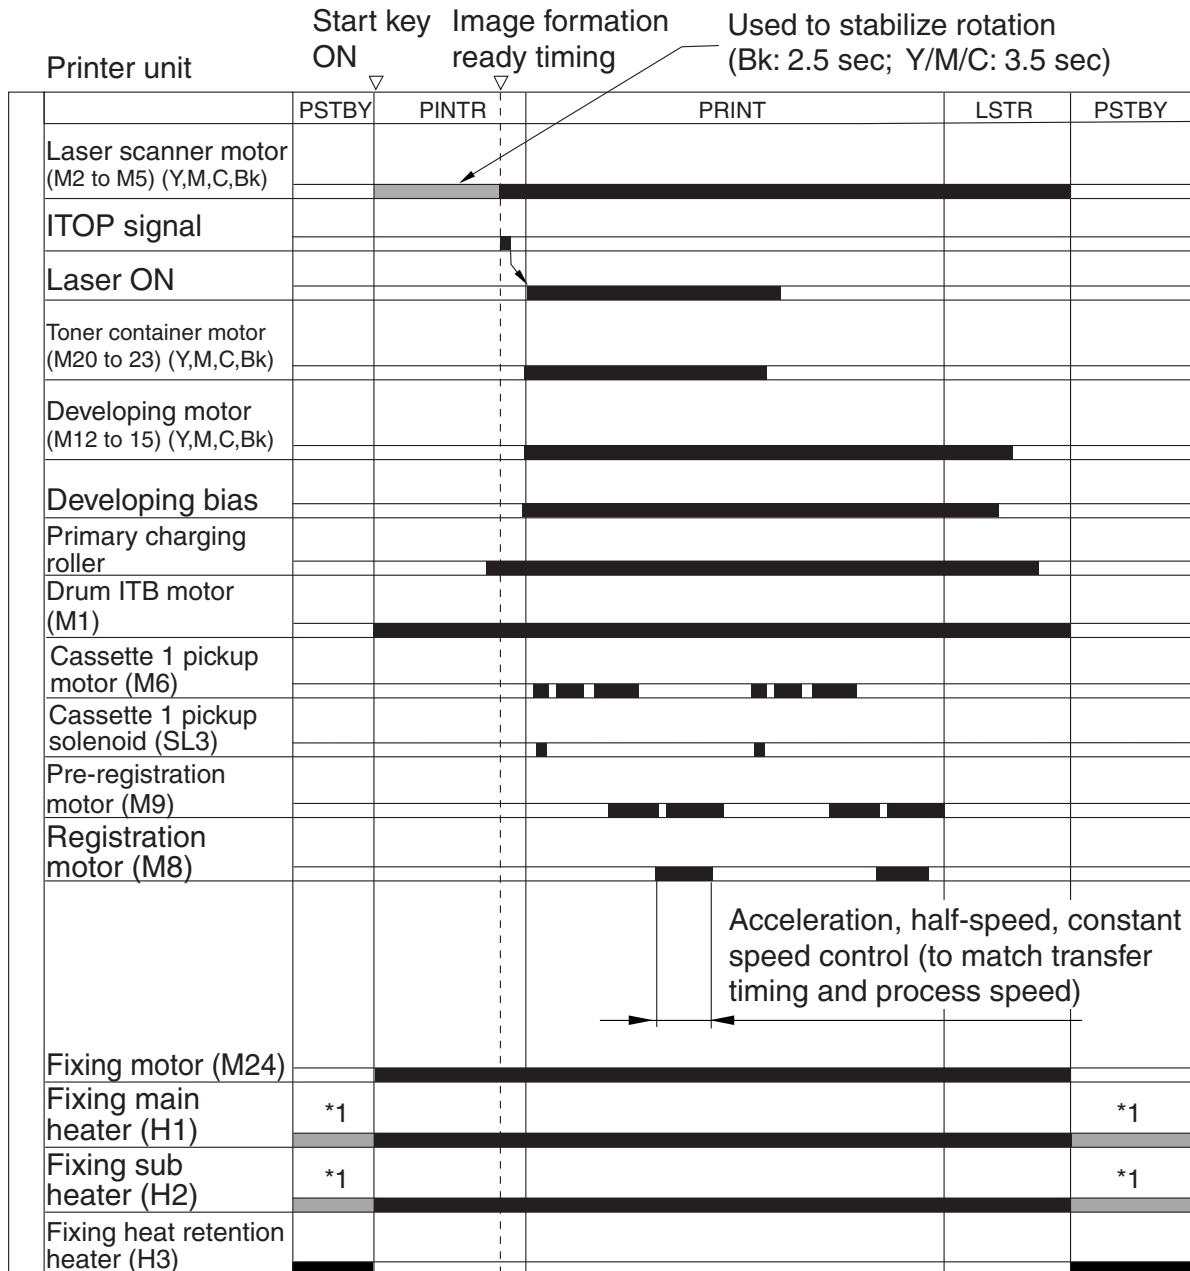 Start key
ON
Image formation
ready timing
Used to stabilize rotation
(Bk: 2.5 sec; Y/M/C: 3.5 sec)
Printer unit
PSTBY PINTR PRINT LSTR PSTBY
Laser scanner motor
(M2 to M5) (Y,M,C,Bk)
ITOP signal
Laser ON
Toner container motor
(M20 to 23) (Y,M,C,Bk)
Developing motor
(M12 to 15) (Y,M,C,Bk)
Developing bias
Primary charging
roller
Drum ITB motor
(M1)
Cassette 1 pickup
motor (M6)
Cassette 1 pickup
solenoid (SL3)
Pre-registration
motor (M9)
Registration
motor (M8)
Acceleration, half-speed, constant
speed control (to match transfer
timing and process speed)
Fixing motor (M24)
Fixing main
heater (H1)
*1 *1
Fixing sub
heater (H2)
*1 *1
Fixing heat retention
heater (H3)